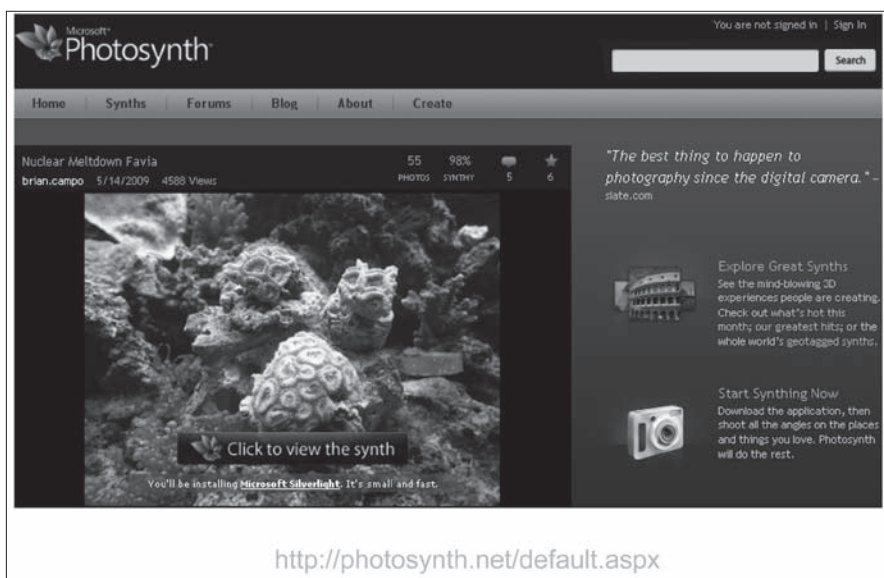 You are not signed in | Sign In
Microsoft®
Photosynth™
Search
Home | Synths | Forums | Blog | About | Create
Nuclear Meltdown Favia
brian.campo 5/14/2009 4588 Views
55 98%
PHOTOS SYNTHY 5 6
Click to view the synth
You'll be installing Microsoft Silverlight. It's small and fast.
"The best thing to happen to
photography since the digital camera." –
slate.com
Explore Great Synths
See the mind-blowing 3D
experiences people are creating.
Check out what's hot this
month; our greatest hits; or the
whole world's geotagged synths.
Start Synthing Now
Download the application, then
shoot all the angles on the places
and things you love. Photosynth
will do the rest.
http://photosynth.net/default.aspx